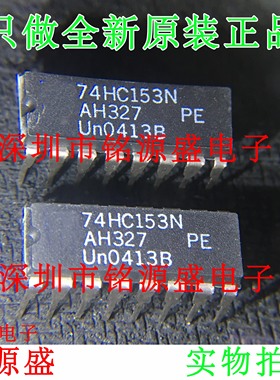 只做全新原装正品
74HC153N
AH327 PE
Un0413B
深圳市铭源盛电子
74HC153N
AH327 PE
Un0413B
深圳市铭源盛电子
电子
源盛
实物拍